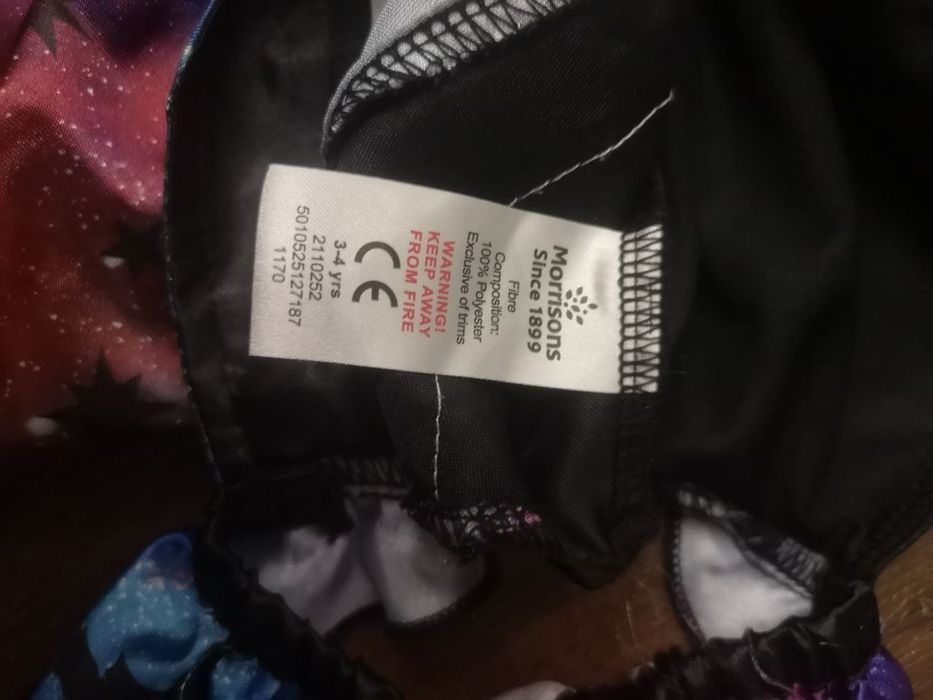 Morrisons
Since 1899
Fibre
Composition:
100% Polyester
Exclusive of trims
WARNING!
KEEP AWAY
FROM FIRE
CE
3-4 yrs
2110252
5010525127187
1170